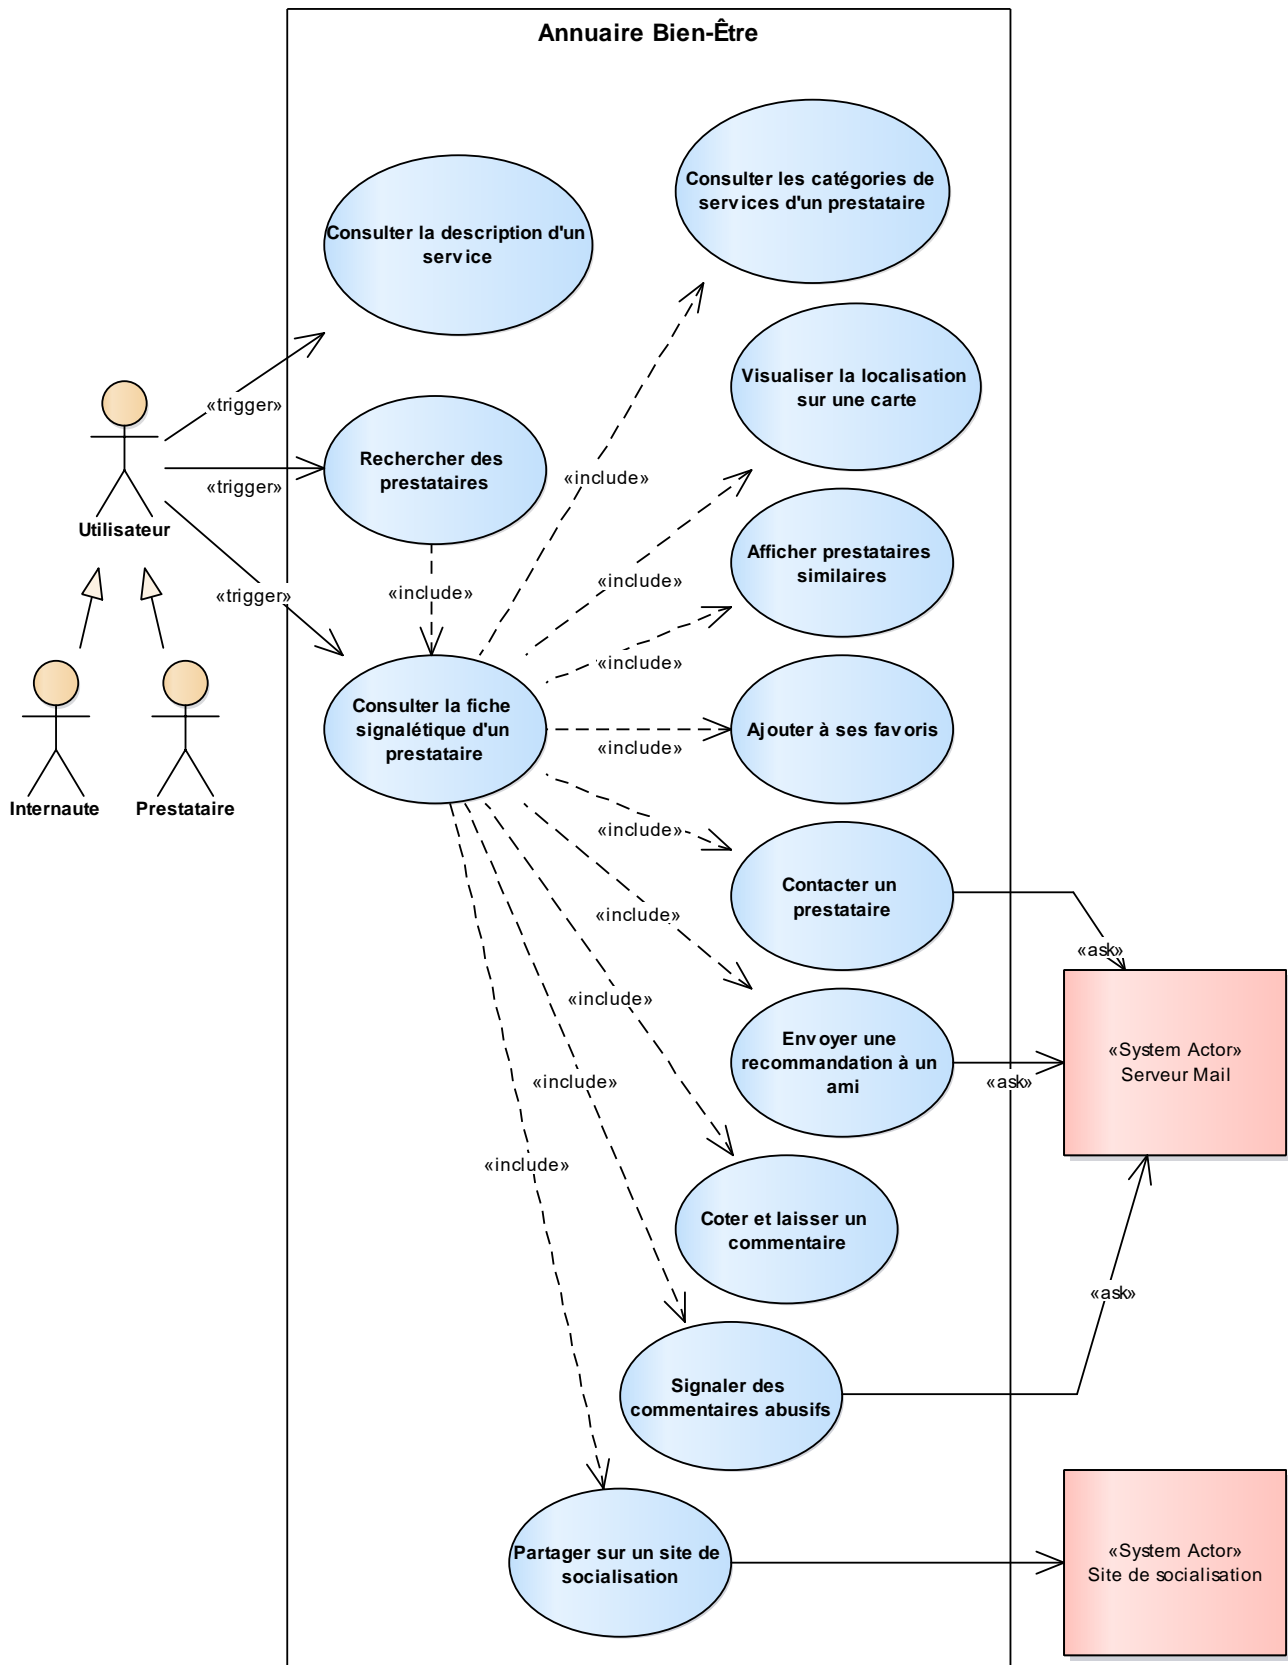 Annuaire Bien-Être
Consulter les catégories de
services d'un prestataire
Consulter la description d'un
service
Visualiser la localisation
sur une carte
«trigger»
Rechercher des
prestataires
«include»
«trigger»
Utilisateur
Afficher prestataires
similaires
«include»
«trigger»
«include»
«include»
Consulter la fiche
signalétique d'un
prestataire
Ajouter à ses favoris
«include»
Internaute
Prestataire
«include»
Contacter un
prestataire
«include»
«ask»
«include»
Envoyer une
recommandation à un
ami
«ask»
«System Actor»
Serveur Mail
«include»
«include»
Coter et laisser un
commentaire
«ask»
Signaler des
commentaires abusifs
Partager sur un site de
socialisation
«System Actor»
Site de socialisation